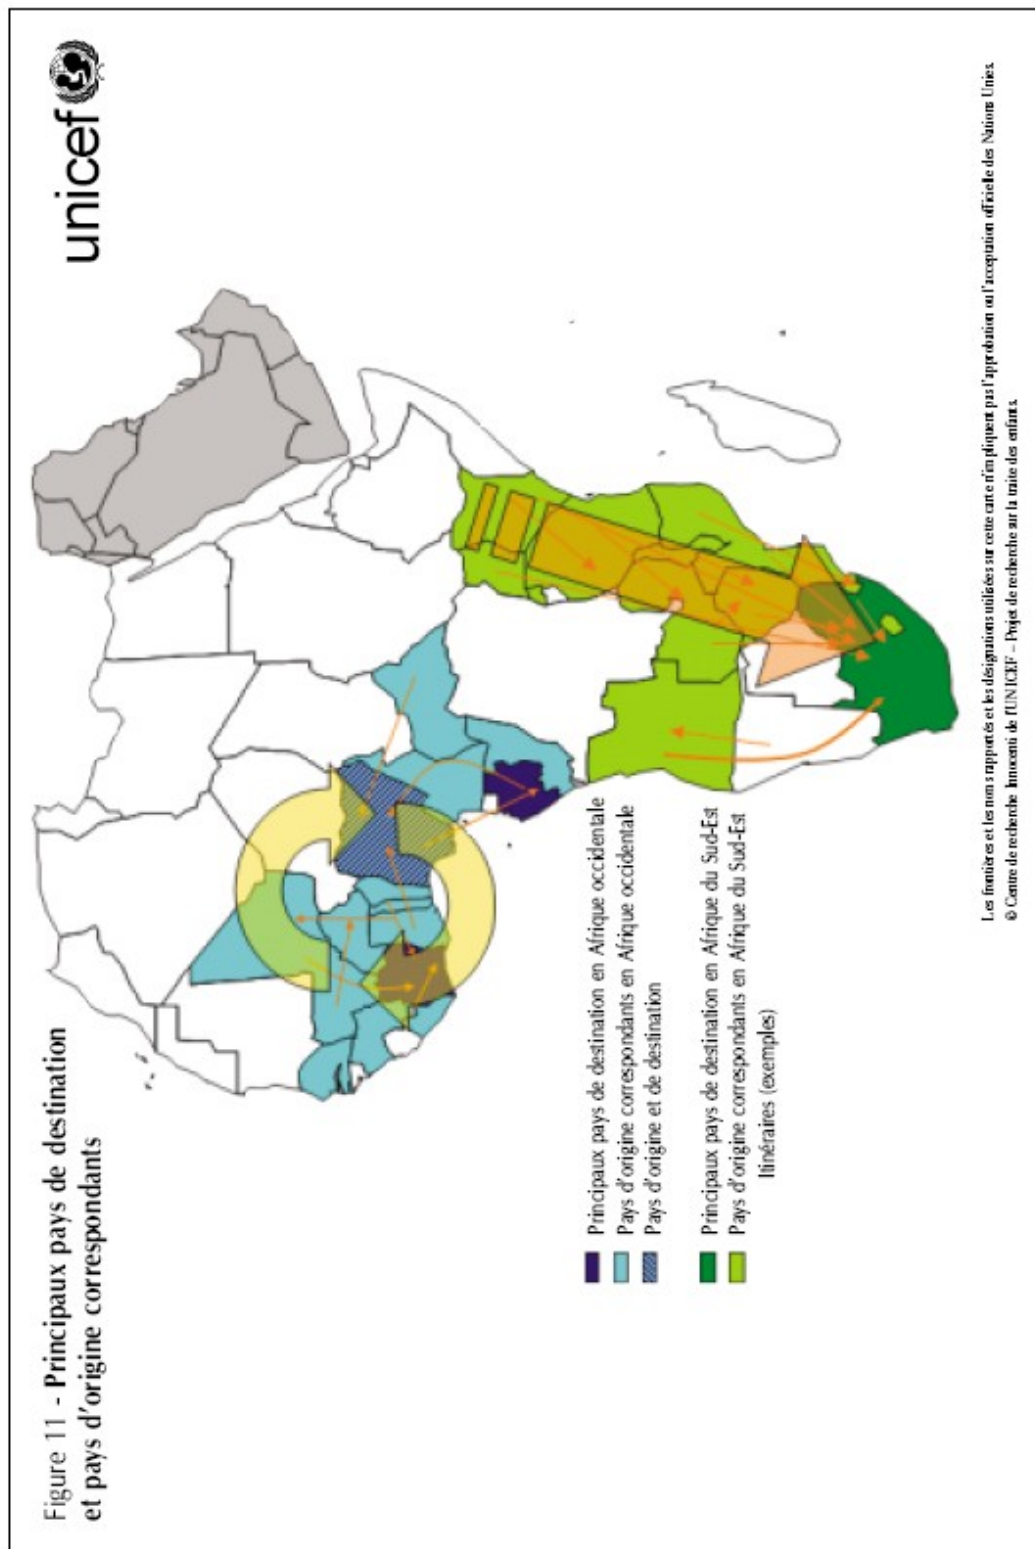 Figure 11 - Principaux pays de destination
et pays d'origine correspondants
unicef
Principaux pays de destination en Afrique occidentale
Pays d'origine correspondants en Afrique occidentale
Pays d'origine et de destination
Principaux pays de destination en Afrique du Sud-Est
Pays d'origine correspondants en Afrique du Sud-Est
Itinéraires (exemples)
Les frontières et les noms rapportés et les désignations utilisées sur cette carte n'impliquent pas l'approbation ou l'acceptation officielle des Nations Unies.
© Centre de recherche Innocenti de l'UNICEF – Projet de recherche sur la traite des enfants.